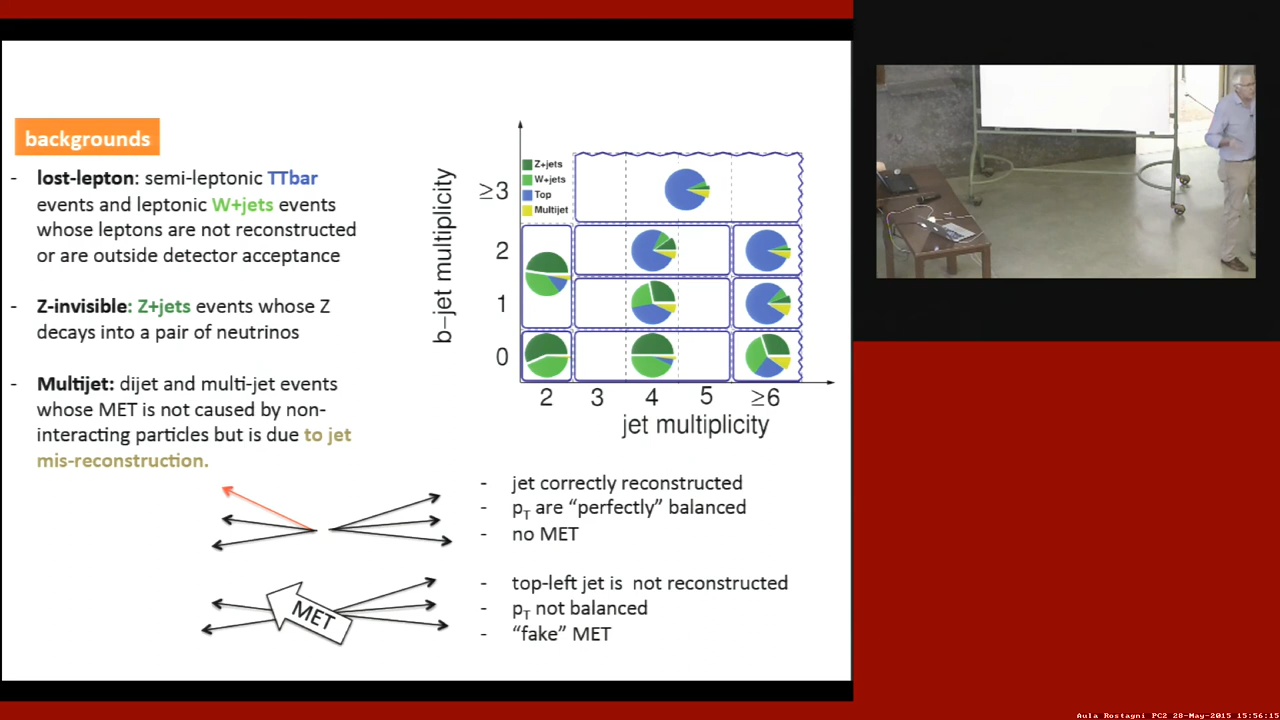 backgrounds
- lost-lepton: semi-leptonic TTbar
events and leptonic W+jets events
whose leptons are not reconstructed
or are outside detector acceptance
- Z-invisible: Z+jets events whose Z
decays into a pair of neutrinos
- Multijet: dijet and multi-jet events
whose MET is not caused by non-
interacting particles but is due to jet
mis-reconstruction.
b-jet multiplicity
≥3
2
1
0
Z+jets
W+jets
Top
Multijet
2 3 4 5 ≥6
jet multiplicity
- jet correctly reconstructed
- pT are “perfectly” balanced
- no MET
MET
- top-left jet is not reconstructed
- pT not balanced
- “fake” MET
Aula Rostagni PC2 28-May-2015 15:56:15